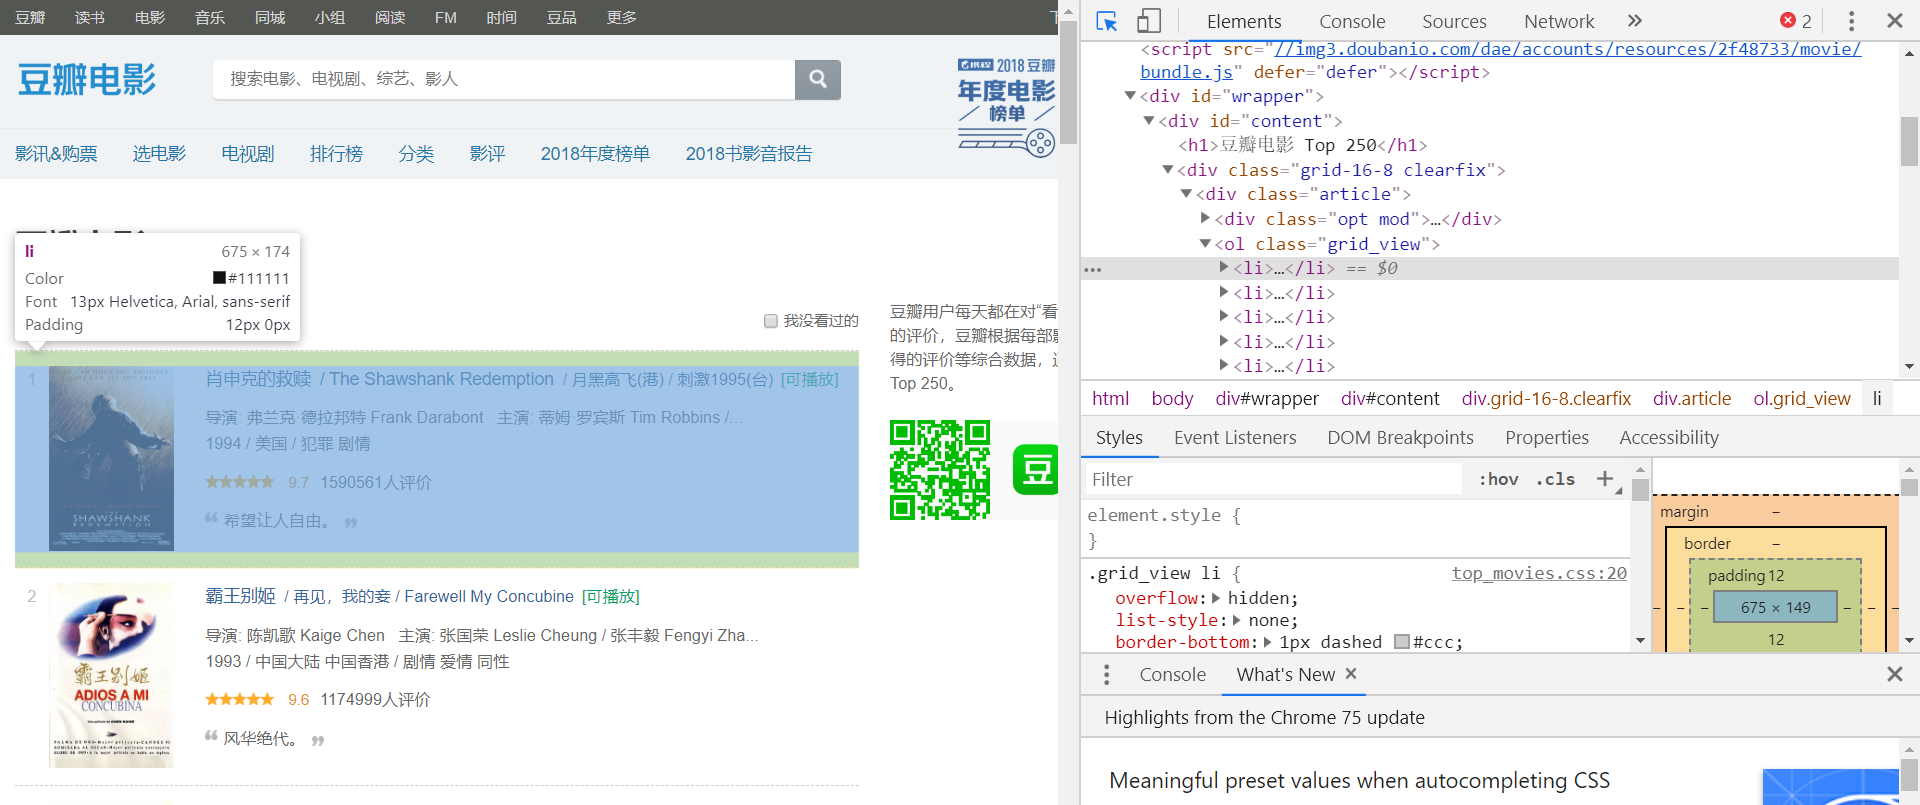 豆瓣 读书 电影 音乐 同城 小组 阅读 FM 时间 豆品 更多
豆瓣电影
搜索电影、电视剧、综艺、影人
2018 豆瓣
年度电影
榜单
影讯&购票 选电影 电视剧 排行榜 分类 影评 2018年度榜单 2018书影音报告
li 675 × 174
Color #111111
Font 13px Helvetica, Arial, sans-serif
Padding 12px 0px
我没看过的
1
肖申克的救赎 / The Shawshank Redemption / 月黑高飞(港) / 刺激1995(台) [可播放]
导演: 弗兰克·德拉邦特 Frank Darabont 主演: 蒂姆·罗宾斯 Tim Robbins /...
1994 / 美国 / 犯罪 剧情
9.7 1590561人评价
❝ 希望让人自由。 ❞
SHAWSHANK
REDEMPTION
2
霸王别姬 / 再见，我的妾 / Farewell My Concubine [可播放]
导演: 陈凯歌 Kaige Chen 主演: 张国荣 Leslie Cheung / 张丰毅 Fengyi Zha...
1993 / 中国大陆 中国香港 / 剧情 爱情 同性
9.6 1174999人评价
❝ 风华绝代。 ❞
霸王别姬
ADIOS A MI
CONCUBINA
豆瓣用户每天都在对“看
的评价，豆瓣根据每部
得的评价等综合数据，
Top 250。
豆
Elements Console Sources Network » 2
<script src="//img3.doubanio.com/dae/accounts/resources/2f48733/movie/
bundle.js" defer="defer"></script>
▼<div id="wrapper">
▼<div id="content">
<h1>豆瓣电影 Top 250</h1>
▼<div class="grid-16-8 clearfix">
▼<div class="article">
▶<div class="opt mod">…</div>
▼<ol class="grid_view">
… ▶<li>…</li> == $0
▶<li>…</li>
▶<li>…</li>
▶<li>…</li>
▶<li>…</li>
html body div#wrapper div#content div.grid-16-8.clearfix div.article ol.grid_view li
Styles Event Listeners DOM Breakpoints Properties Accessibility
Filter :hov .cls +
element.style {
}
.grid_view li { top_movies.css:20
overflow:▶hidden;
list-style:▶none;
border-bottom:▶1px dashed #ccc;
margin –
border –
padding 12
– – – 675 × 149 – – –
12
Console What's New ×
Highlights from the Chrome 75 update
Meaningful preset values when autocompleting CSS